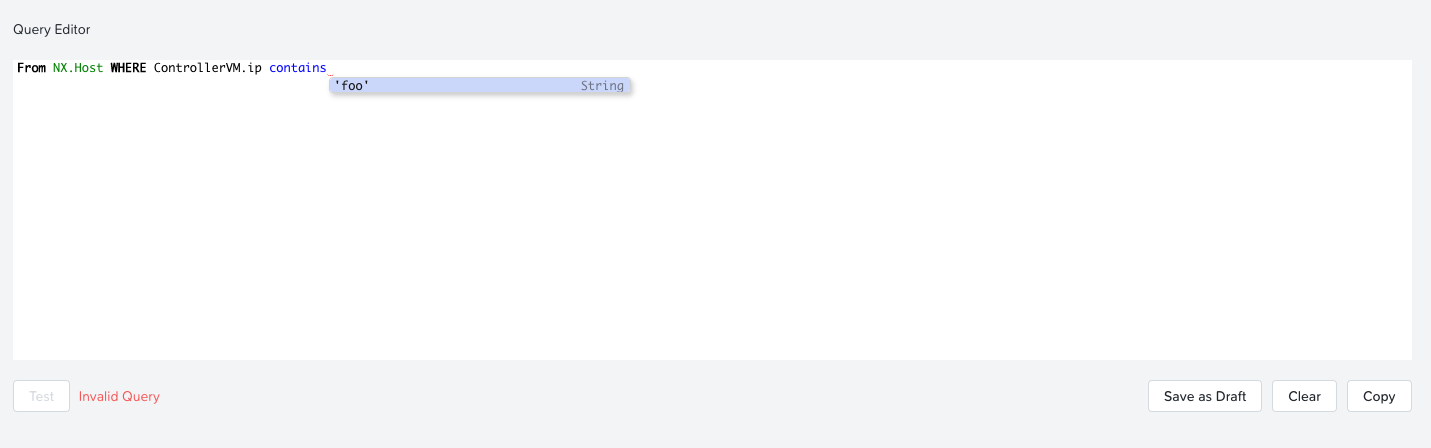 Query Editor
From NX.Host WHERE ControllerVM.ip contains
'foo' String
Test Invalid Query Save as Draft Clear Copy